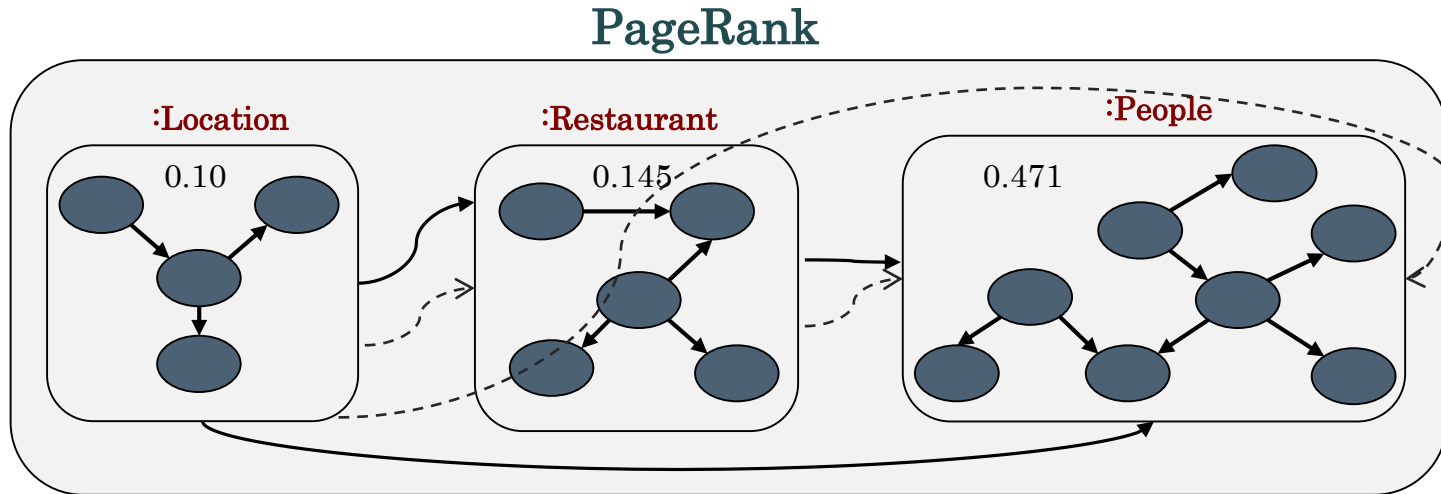 PageRank
:Location
:Restaurant
:People
0.10
0.145
0.471